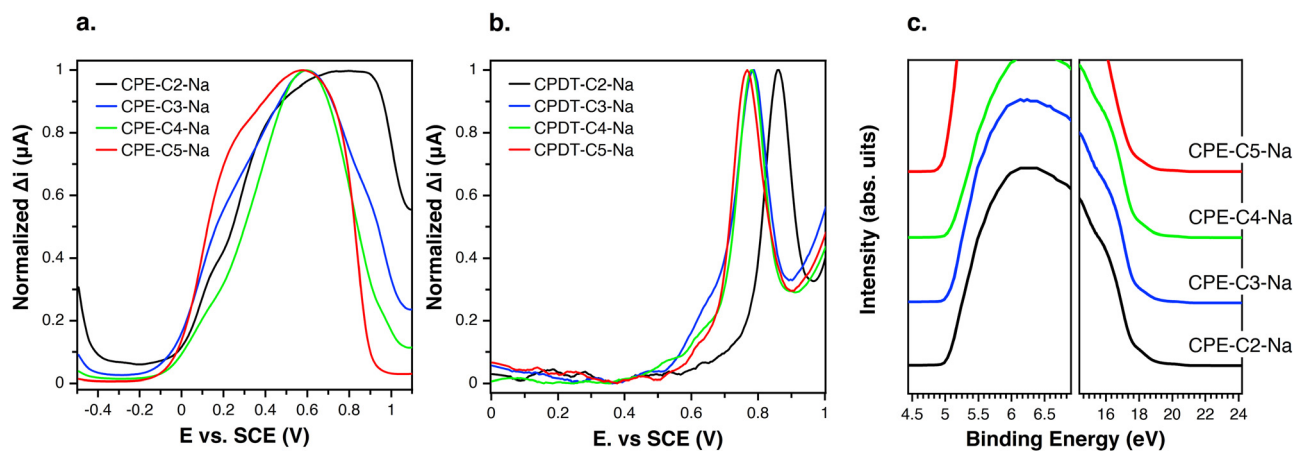 a.
1
0.8
0.6
0.4
0.2
0
Normalized Δi (μA)
CPE-C2-Na
CPE-C3-Na
CPE-C4-Na
CPE-C5-Na
-0.4 -0.2 0 0.2 0.4 0.6 0.8 1
E vs. SCE (V)
b.
1
0.8
0.6
0.4
0.2
0
Normalized Δi (μA)
CPDT-C2-Na
CPDT-C3-Na
CPDT-C4-Na
CPDT-C5-Na
0 0.2 0.4 0.6 0.8 1
E. vs SCE (V)
c.
Intensity (abs. uits)
CPE-C5-Na
CPE-C4-Na
CPE-C3-Na
CPE-C2-Na
4.5 5 5.5 6 6.5 16 18 20 22 24
Binding Energy (eV)